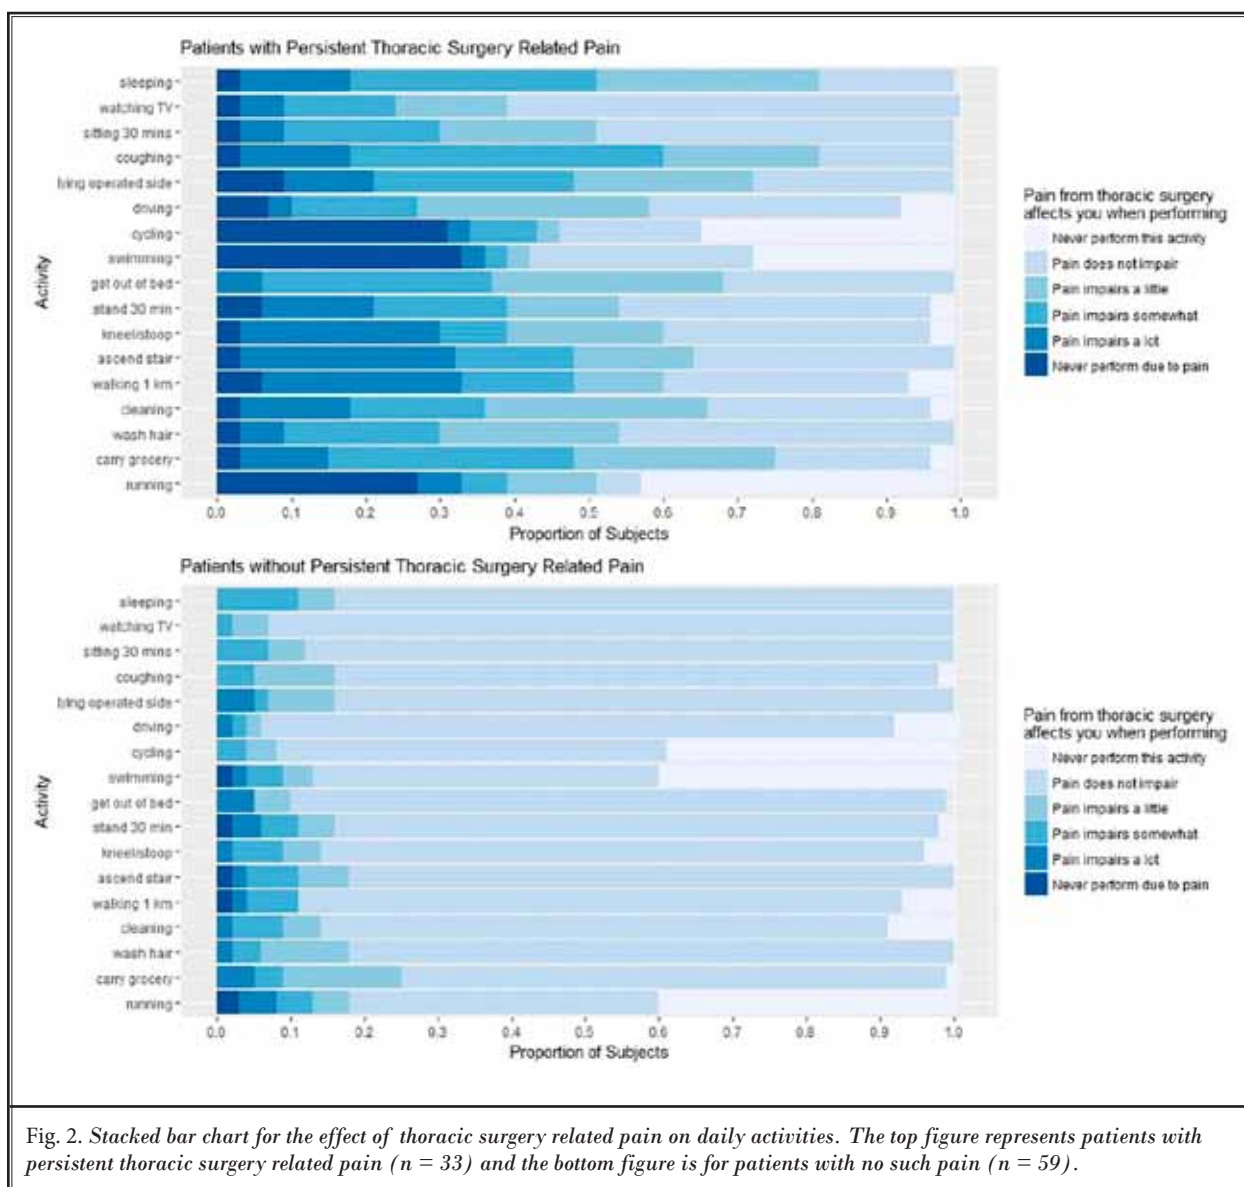 Patients with Persistent Thoracic Surgery Related Pain
sleeping
watching TV
sitting 30 mins
coughing
lying operated side
driving
cycling
swimming
get out of bed
stand 30 min
kneel/stoop
ascend stair
walking 1 km
cleaning
wash hair
carry grocery
running
Activity
0.0 0.1 0.2 0.3 0.4 0.5 0.6 0.7 0.8 0.9 1.0
Proportion of Subjects
Pain from thoracic surgery
affects you when performing
Never perform this activity
Pain does not impair
Pain impairs a little
Pain impairs somewhat
Pain impairs a lot
Never perform due to pain
Patients without Persistent Thoracic Surgery Related Pain
sleeping
watching TV
sitting 30 mins
coughing
lying operated side
driving
cycling
swimming
get out of bed
stand 30 min
kneel/stoop
ascend stair
walking 1 km
cleaning
wash hair
carry grocery
running
Activity
0.0 0.1 0.2 0.3 0.4 0.5 0.6 0.7 0.8 0.9 1.0
Proportion of Subjects
Pain from thoracic surgery
affects you when performing
Never perform this activity
Pain does not impair
Pain impairs a little
Pain impairs somewhat
Pain impairs a lot
Never perform due to pain
Fig. 2. Stacked bar chart for the effect of thoracic surgery related pain on daily activities. The top figure represents patients with
persistent thoracic surgery related pain (n = 33) and the bottom figure is for patients with no such pain (n = 59).